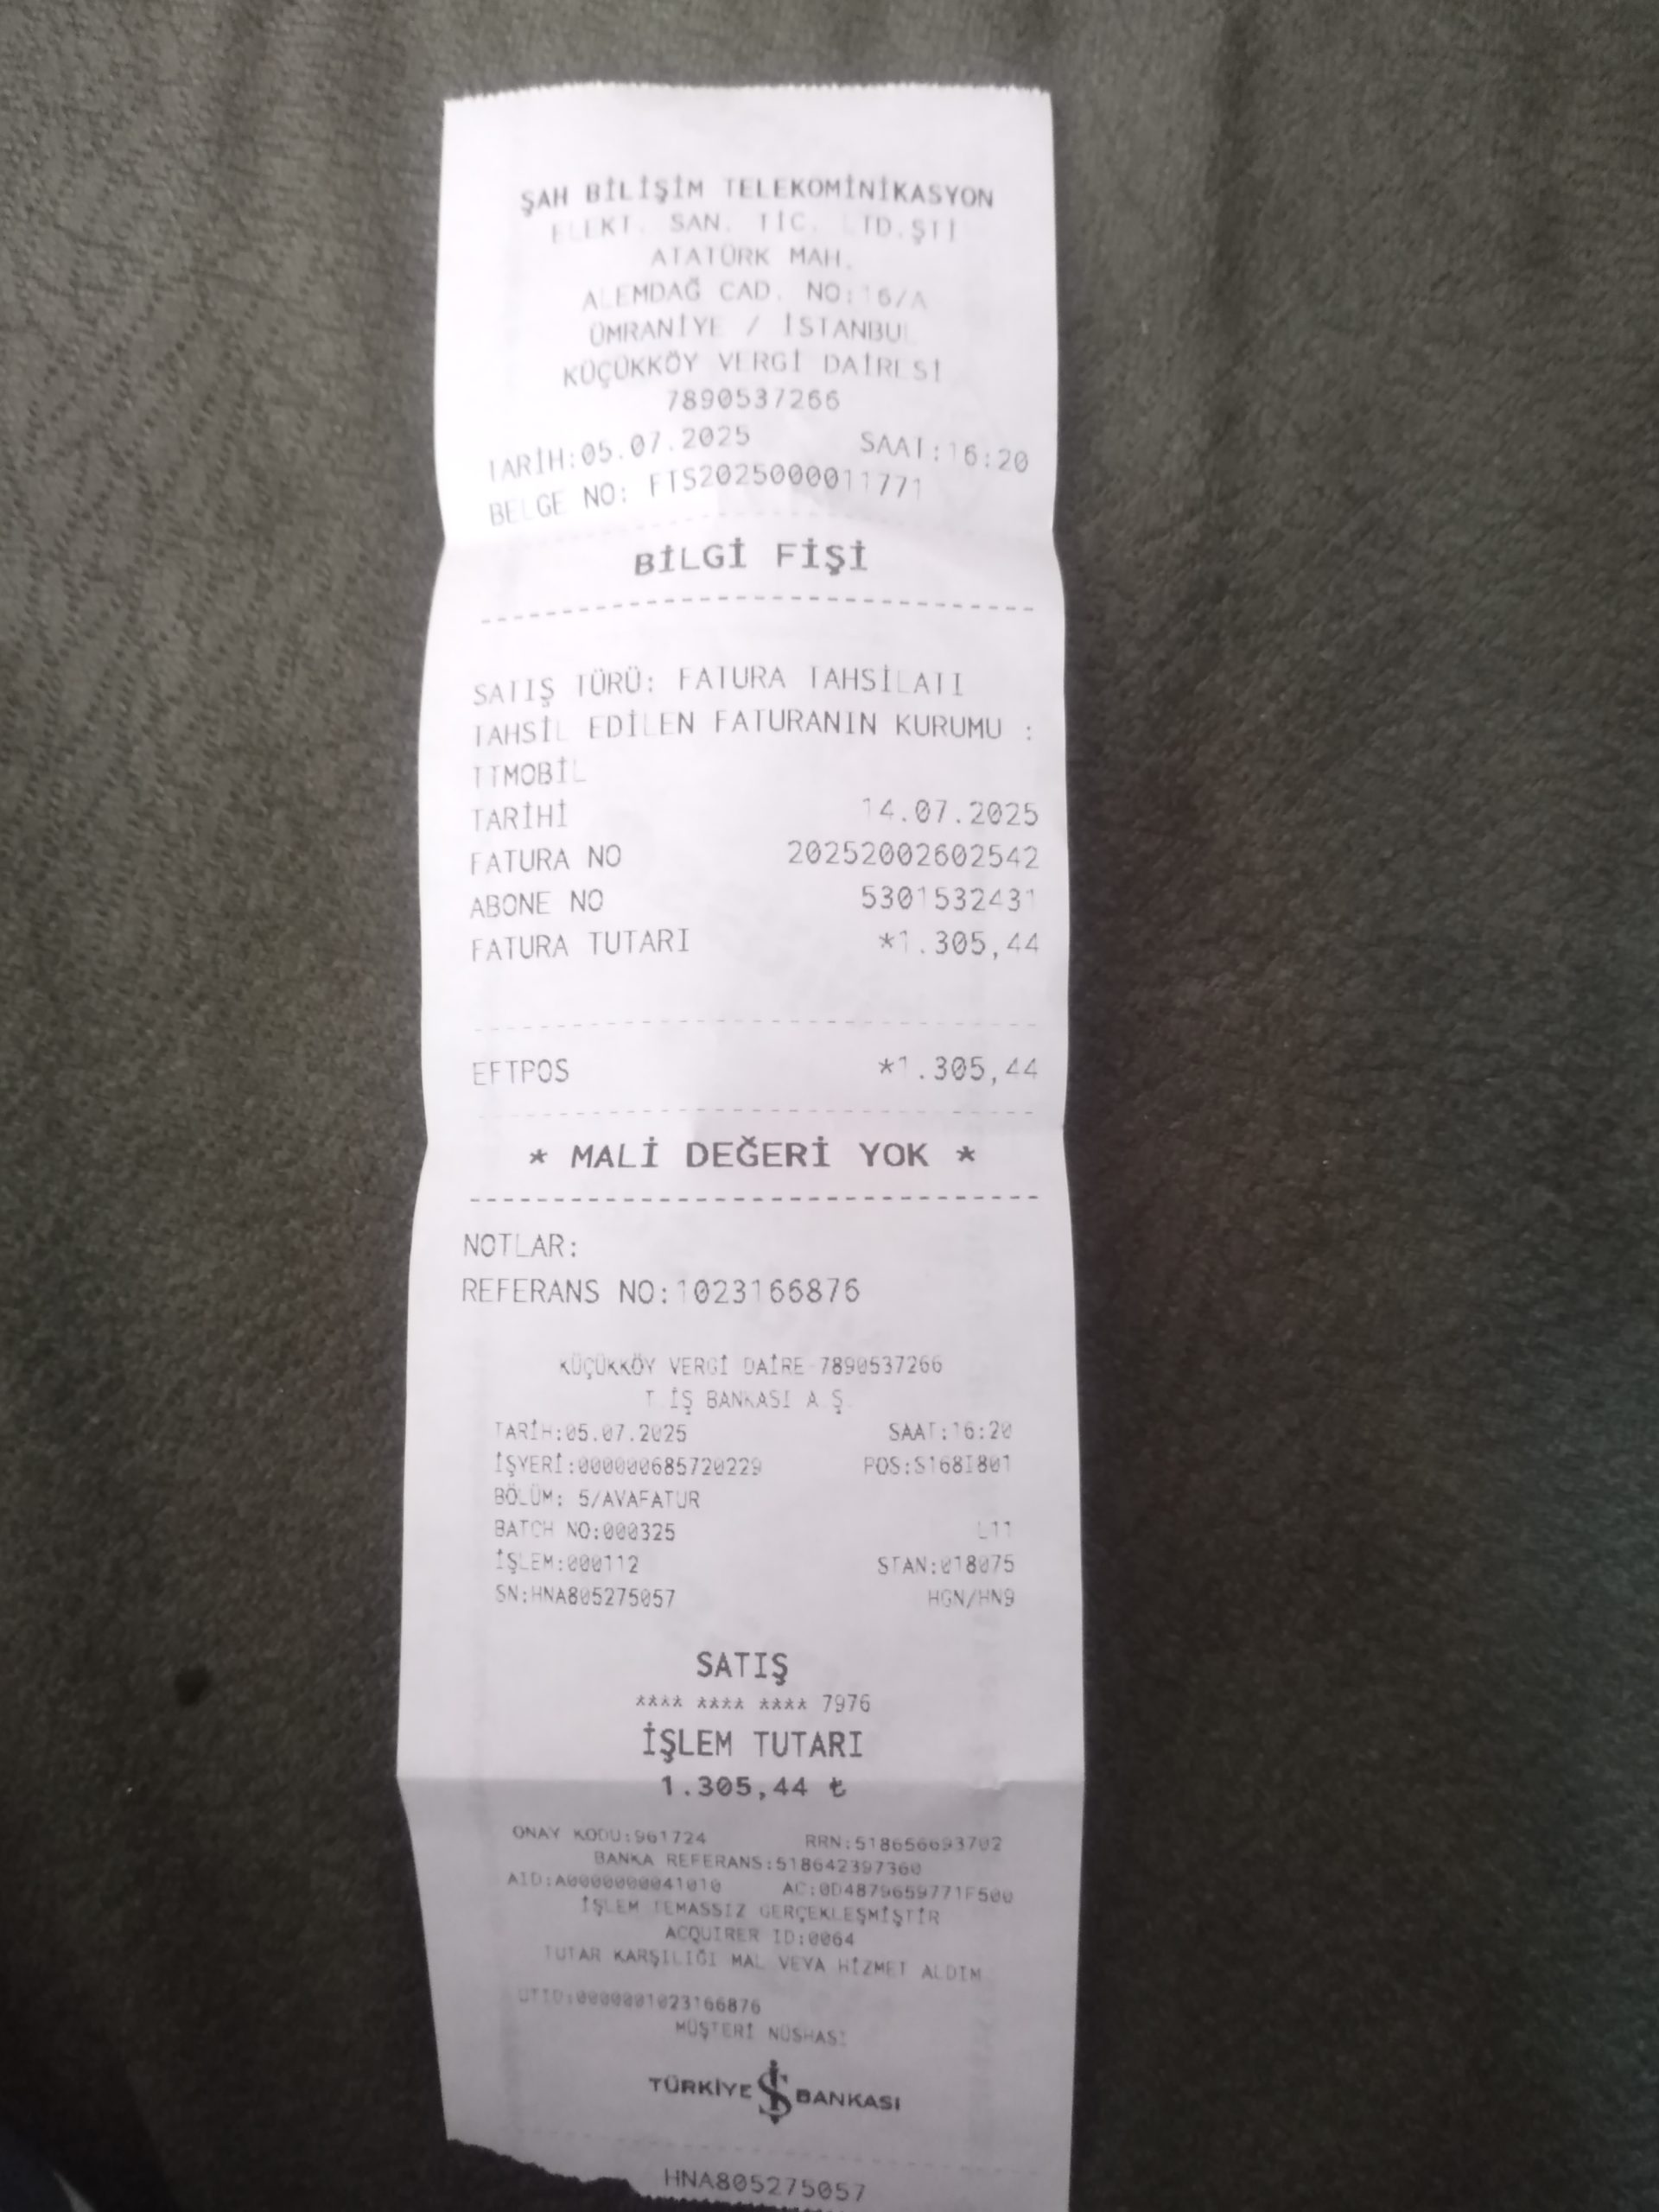 ŞAH BİLİŞİM TELEKOMİNİKASYON
ELEKT. SAN. TİC. LTD.ŞTİ
ATATÜRK MAH.
ALEMDAĞ CAD. NO:16/A
ÜMRANİYE / İSTANBUL
KÜÇÜKKÖY VERGİ DAİRESİ
7890537266
TARİH:05.07.2025 SAAT:16:20
BELGE NO: FIS2025000011771
BİLGİ FİŞİ
SATIŞ TÜRÜ: FATURA TAHSİLATI
TAHSİL EDİLEN FATURANIN KURUMU :
TTMOBİL
TARİHİ 14.07.2025
FATURA NO 20252002602542
ABONE NO 5301532431
FATURA TUTARI *1.305,44
EFTPOS *1.305,44
* MALİ DEĞERİ YOK *
NOTLAR:
REFERANS NO:1023166876
KÜÇÜKKÖY VERGİ DAİRE-7890537266
T.İŞ BANKASI A.Ş.
TARİH:05.07.2025 SAAT:16:20
İŞYERİ:000000685720229 POS:S168I801
BÖLÜM: 5/AVAFATUR
BATCH NO:000325 L11
İŞLEM:000112 STAN:018075
SN:HNA805275057 HGN/HN9
SATIŞ
**** **** **** 7976
İŞLEM TUTARI
1.305,44 ₺
ONAY KODU:961724 RRN:518656693702
BANKA REFERANS:518642397360
AID:A0000000041010 AC:0D4879659771F500
İŞLEM TEMASSIZ GERÇEKLEŞMİŞTİR
ACQUIRER ID:0064
TUTAR KARŞILIĞI MAL VEYA HİZMET ALDIM
UTID:0000001023166876
MÜŞTERİ NÜSHASI
TÜRKİYE İŞ BANKASI
HNA805275057